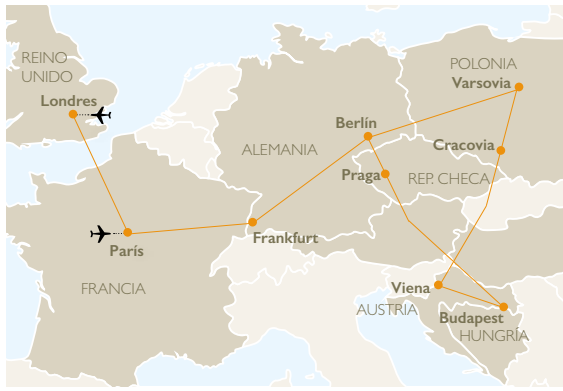 REINO
UNIDO
Londres
POLONIA
Varsovia
Berlín
ALEMANIA
Cracovia
Praga
REP. CHECA
Frankfurt
París
FRANCIA
Viena
AUSTRIA
Budapest
HUNGRÍA